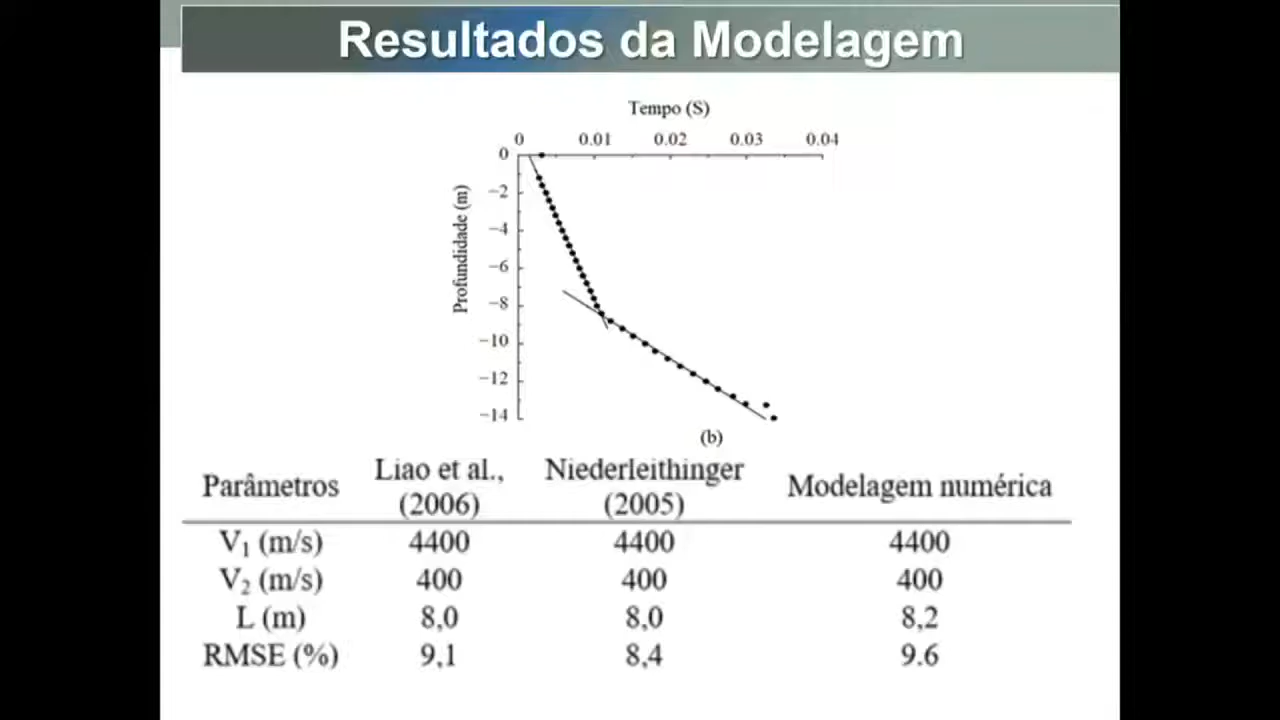 Resultados da Modelagem
Tempo (S)
0 0.01 0.02 0.03 0.04
Profundidade (m)
0
−2
−4
−6
−8
−10
−12
−14
(b)
Parâmetros Liao et al., (2006) Niederleithinger (2005) Modelagem numérica
V₁ (m/s) 4400 4400 4400
V₂ (m/s) 400 400 400
L (m) 8,0 8,0 8,2
RMSE (%) 9,1 8,4 9.6